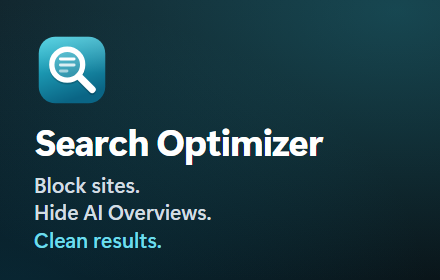 Search Optimizer
Block sites.
Hide AI Overviews.
Clean results.